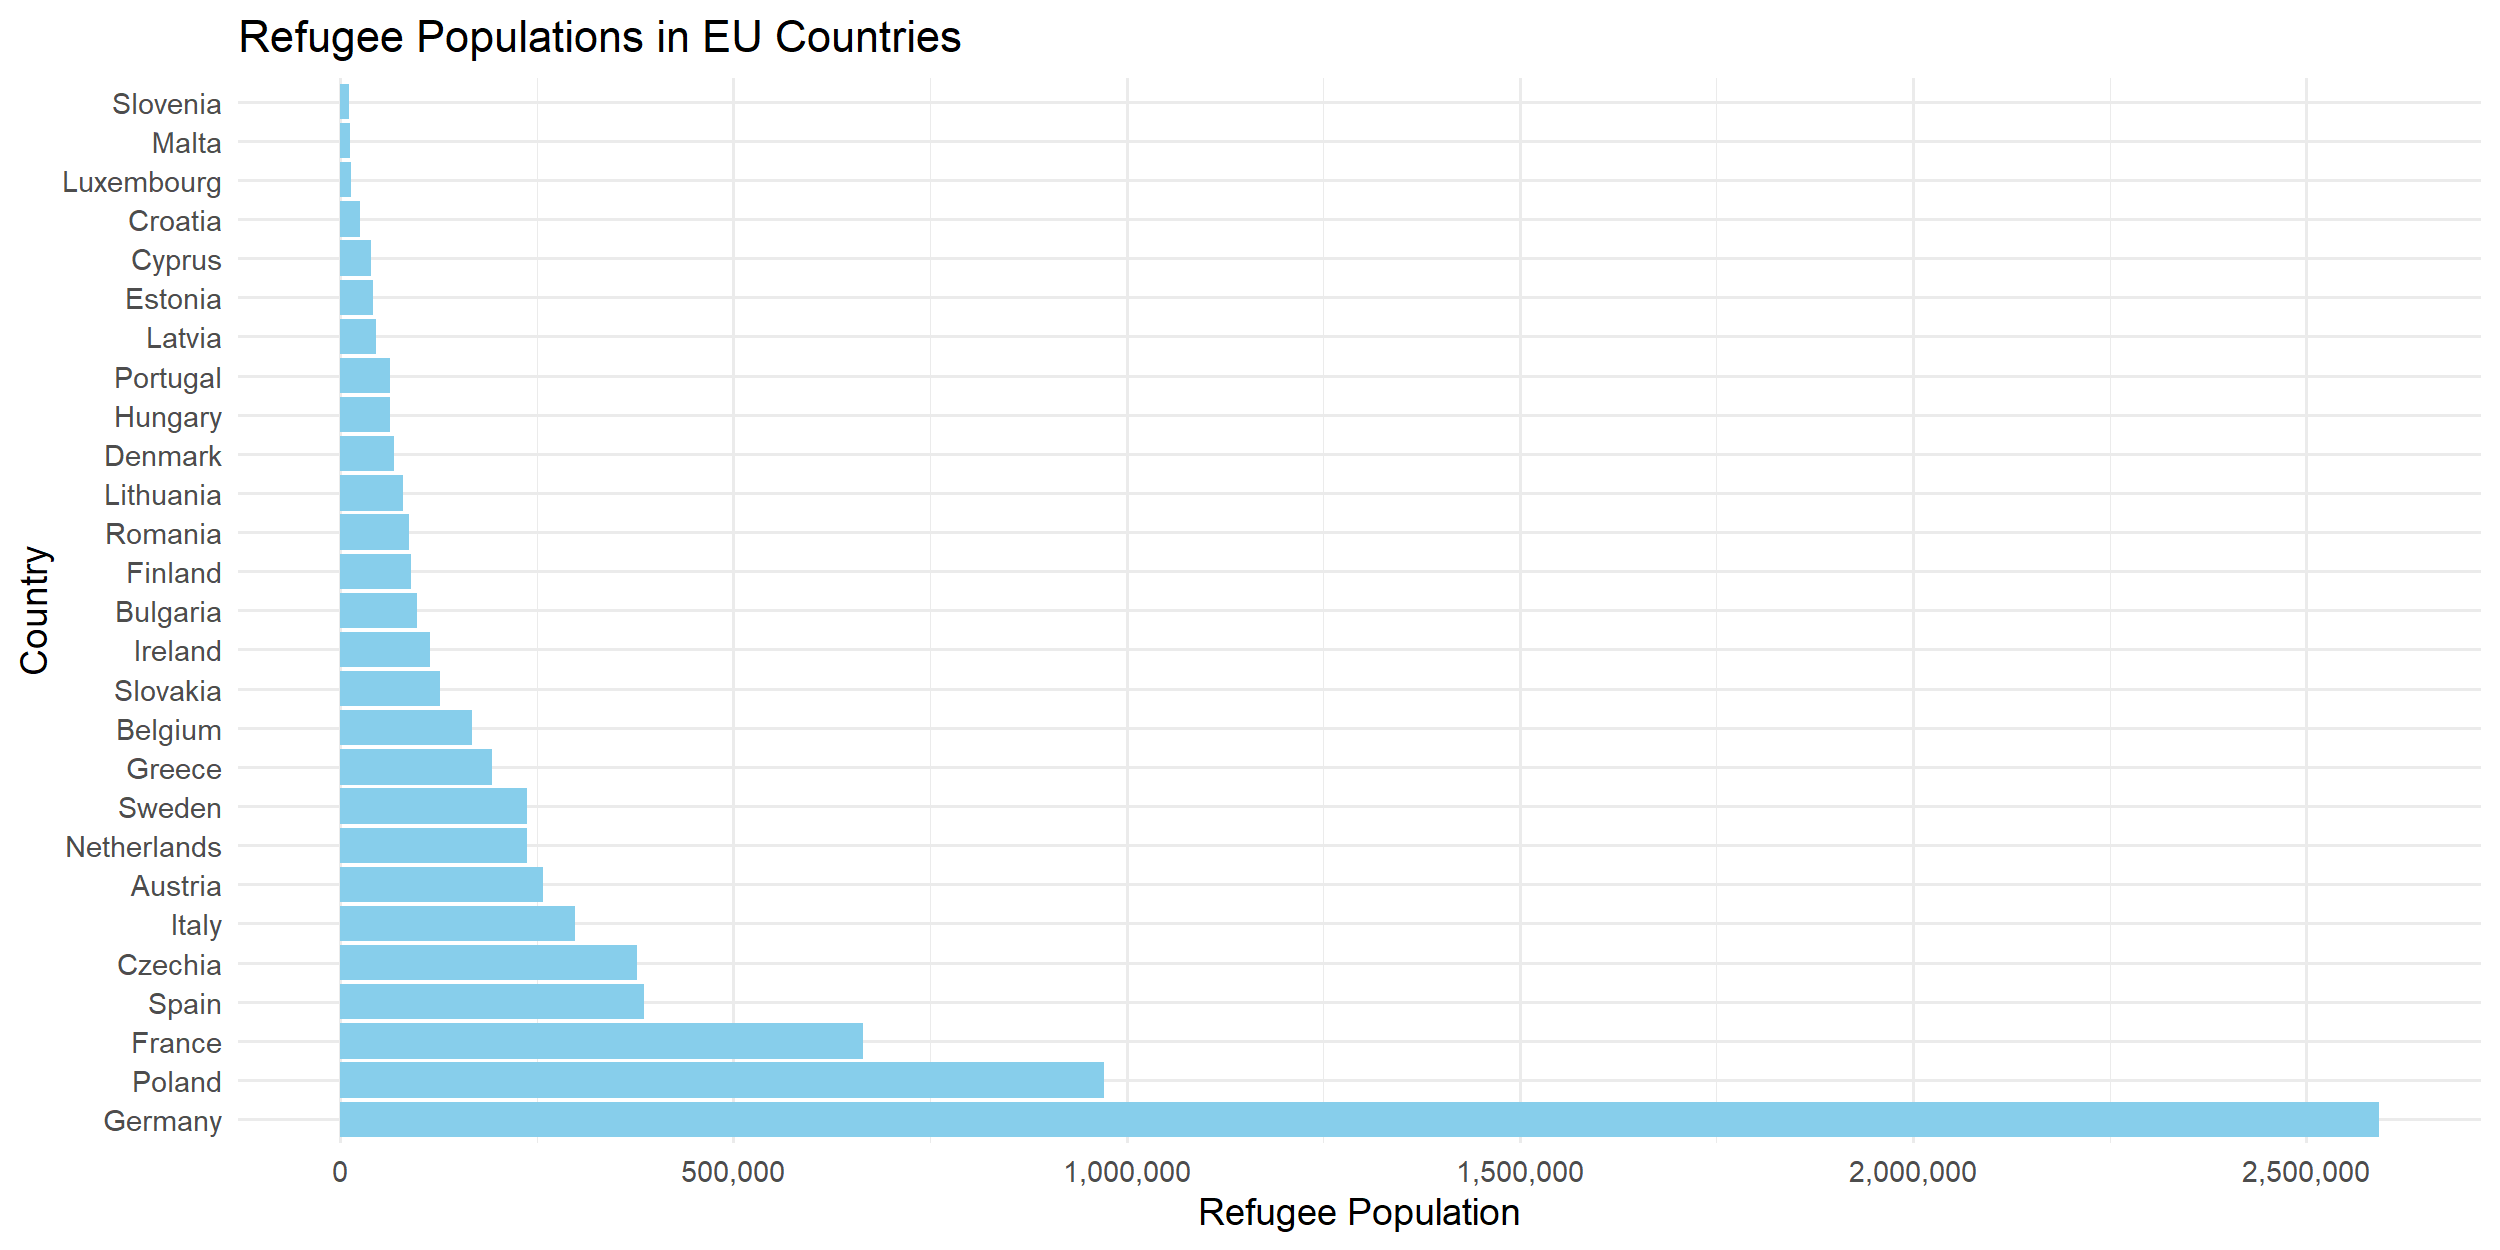 Refugee Populations in EU Countries
Slovenia
Malta
Luxembourg
Croatia
Cyprus
Estonia
Latvia
Portugal
Hungary
Denmark
Lithuania
Romania
Finland
Bulgaria
Ireland
Slovakia
Belgium
Greece
Sweden
Netherlands
Austria
Italy
Czechia
Spain
France
Poland
Germany
Country
0 500,000 1,000,000 1,500,000 2,000,000 2,500,000
Refugee Population